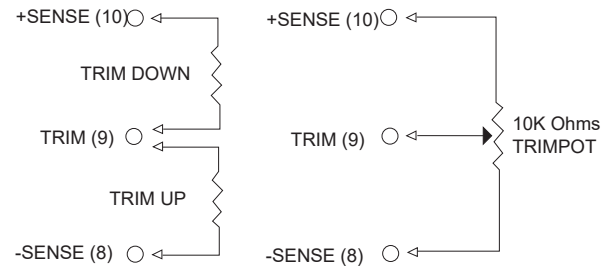 +SENSE (10)
TRIM DOWN
TRIM (9)
TRIM UP
-SENSE (8)
+SENSE (10)
TRIM (9)
10K Ohms
TRIMPOT
-SENSE (8)